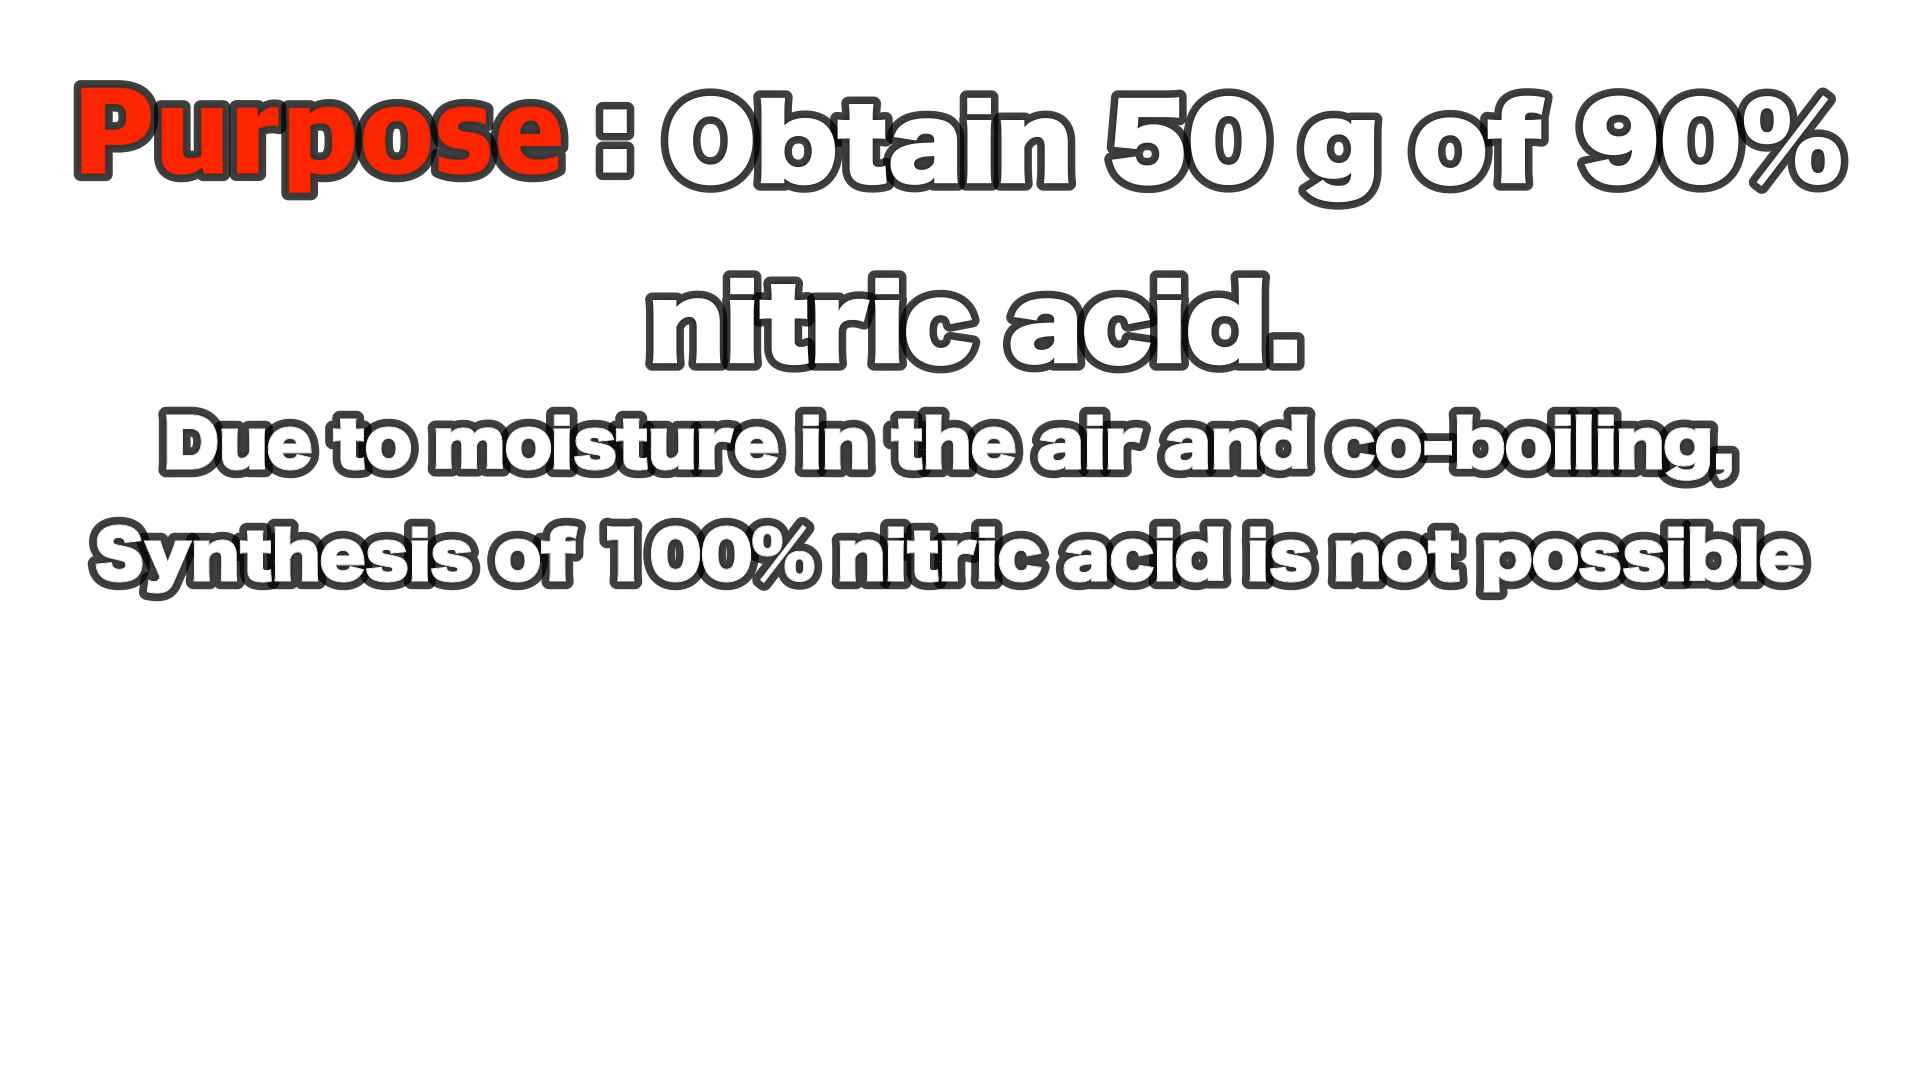 Purpose : Obtain 50 g of 90%
nitric acid.
Due to moisture in the air and co-boiling,
Synthesis of 100% nitric acid is not possible